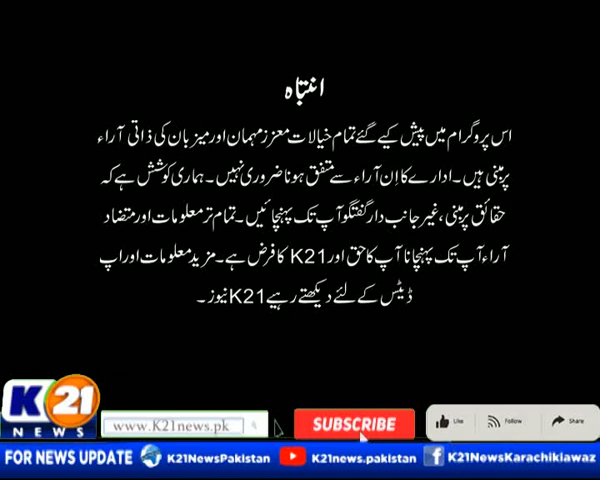 انتباہ
اس پروگرام میں پیش کیے گئے تمام خیالات معزز مہمان اور میزبان کی ذاتی آراء
پر مبنی ہیں۔ ادارے کا اِن آراء سے متفق ہونا ضروری نہیں۔ ہماری کوشش ہے کہ
حقائق پر مبنی، غیر جانب دار گفتگو آپ تک پہنچائیں۔ تمام تر معلومات اور متضاد
آراء آپ تک پہنچانا آپ کا حق اور K21 کا فرض ہے۔ مزید معلومات اور اپ
ڈیٹس کے لئے دیکھتے رہیے K21 نیوز۔
K 21
NEWS
www.K21news.pk
SUBSCRIBE
Like
Follow
Share
FOR NEWS UPDATE K21NewsPakistan K21news.pakistan K21NewsKarachikiawaz